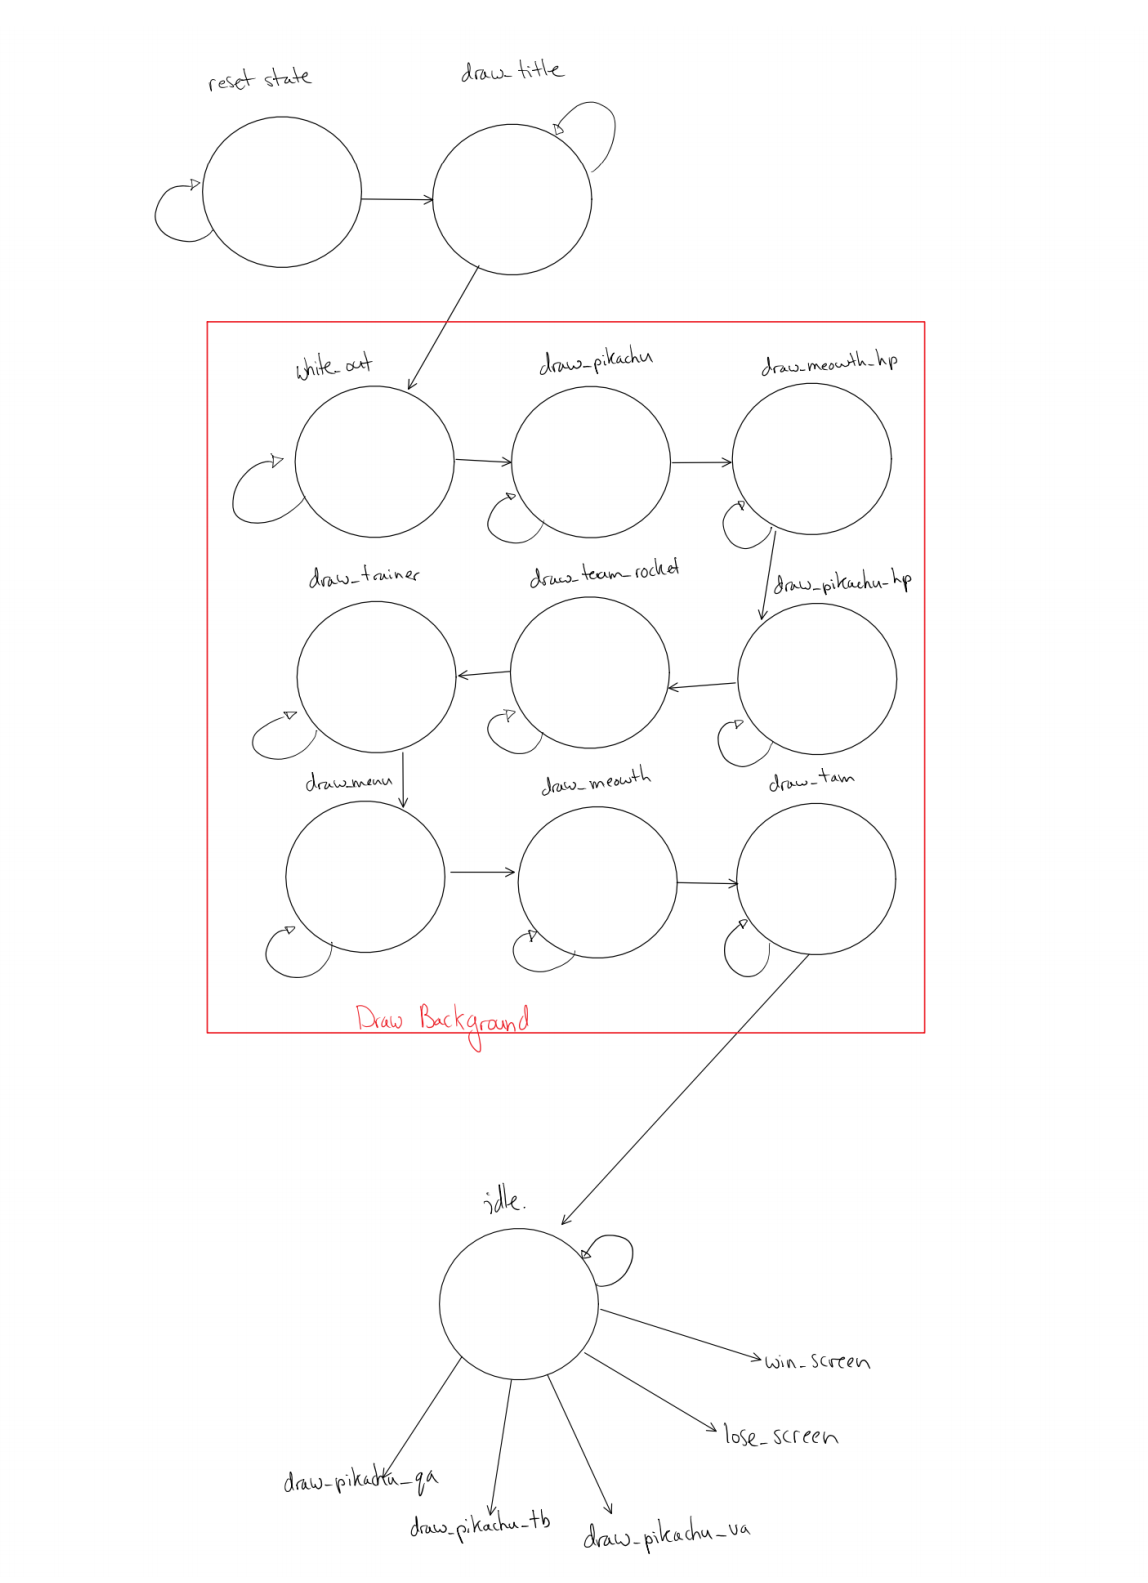 reset state
draw_title
white_out
draw_pikachu
draw_meowth_hp
draw_trainer
draw_team_rocket
draw_pikachu_hp
draw_menu
draw_meowth
draw_tam
Draw Background
idle.
win_screen
lose_screen
draw_pikachu_qa
draw_pikachu_tb
draw_pikachu_va